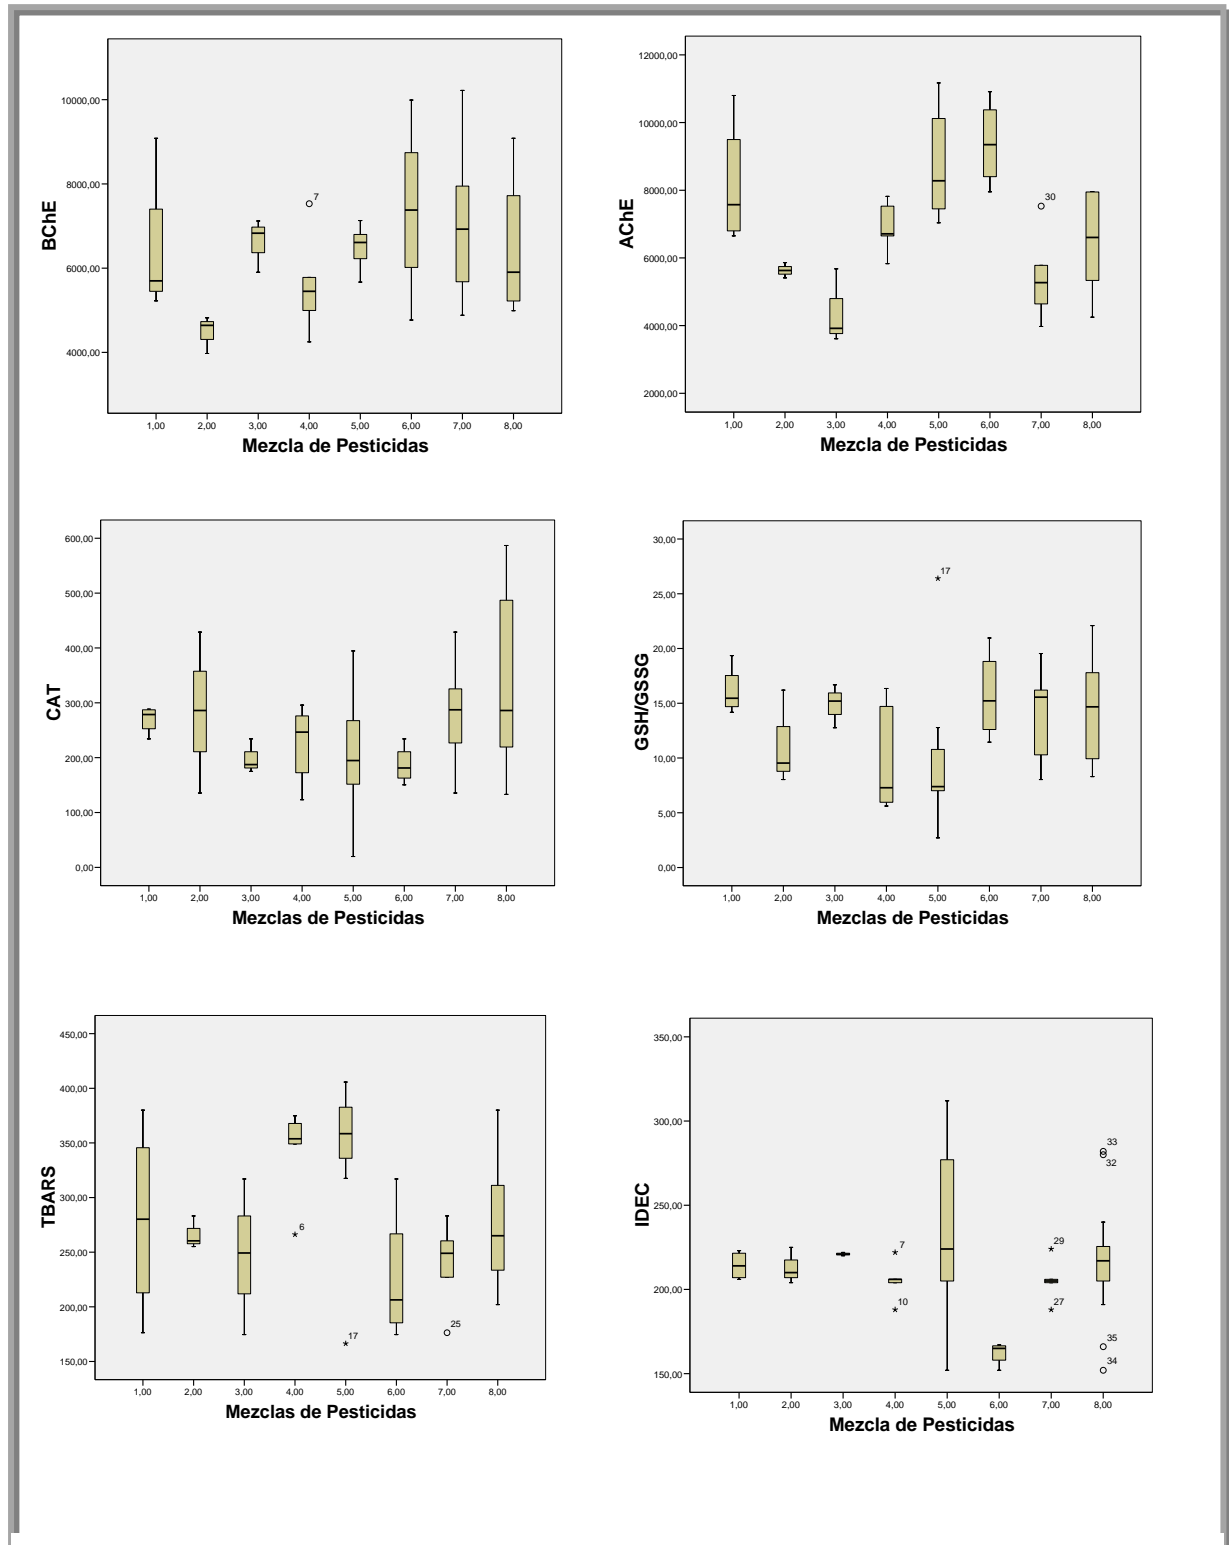 BChE
10000,00
8000,00
6000,00
4000,00
7
1,00 2,00 3,00 4,00 5,00 6,00 7,00 8,00
Mezcla de Pesticidas
AChE
12000,00
10000,00
8000,00
6000,00
4000,00
2000,00
30
1,00 2,00 3,00 4,00 5,00 6,00 7,00 8,00
Mezcla de Pesticidas
CAT
600,00
500,00
400,00
300,00
200,00
100,00
0,00
1,00 2,00 3,00 4,00 5,00 6,00 7,00 8,00
Mezclas de Pesticidas
GSH/GSSG
30,00
25,00
20,00
15,00
10,00
5,00
0,00
17
1,00 2,00 3,00 4,00 5,00 6,00 7,00 8,00
Mezclas de Pesticidas
TBARS
450,00
400,00
350,00
300,00
250,00
200,00
150,00
6
17
25
1,00 2,00 3,00 4,00 5,00 6,00 7,00 8,00
Mezclas de Pesticidas
IDEC
350,00
300,00
250,00
200,00
150,00
7
10
29
27
33
32
35
34
1,00 2,00 3,00 4,00 5,00 6,00 7,00 8,00
Mezcla de Pesticidas